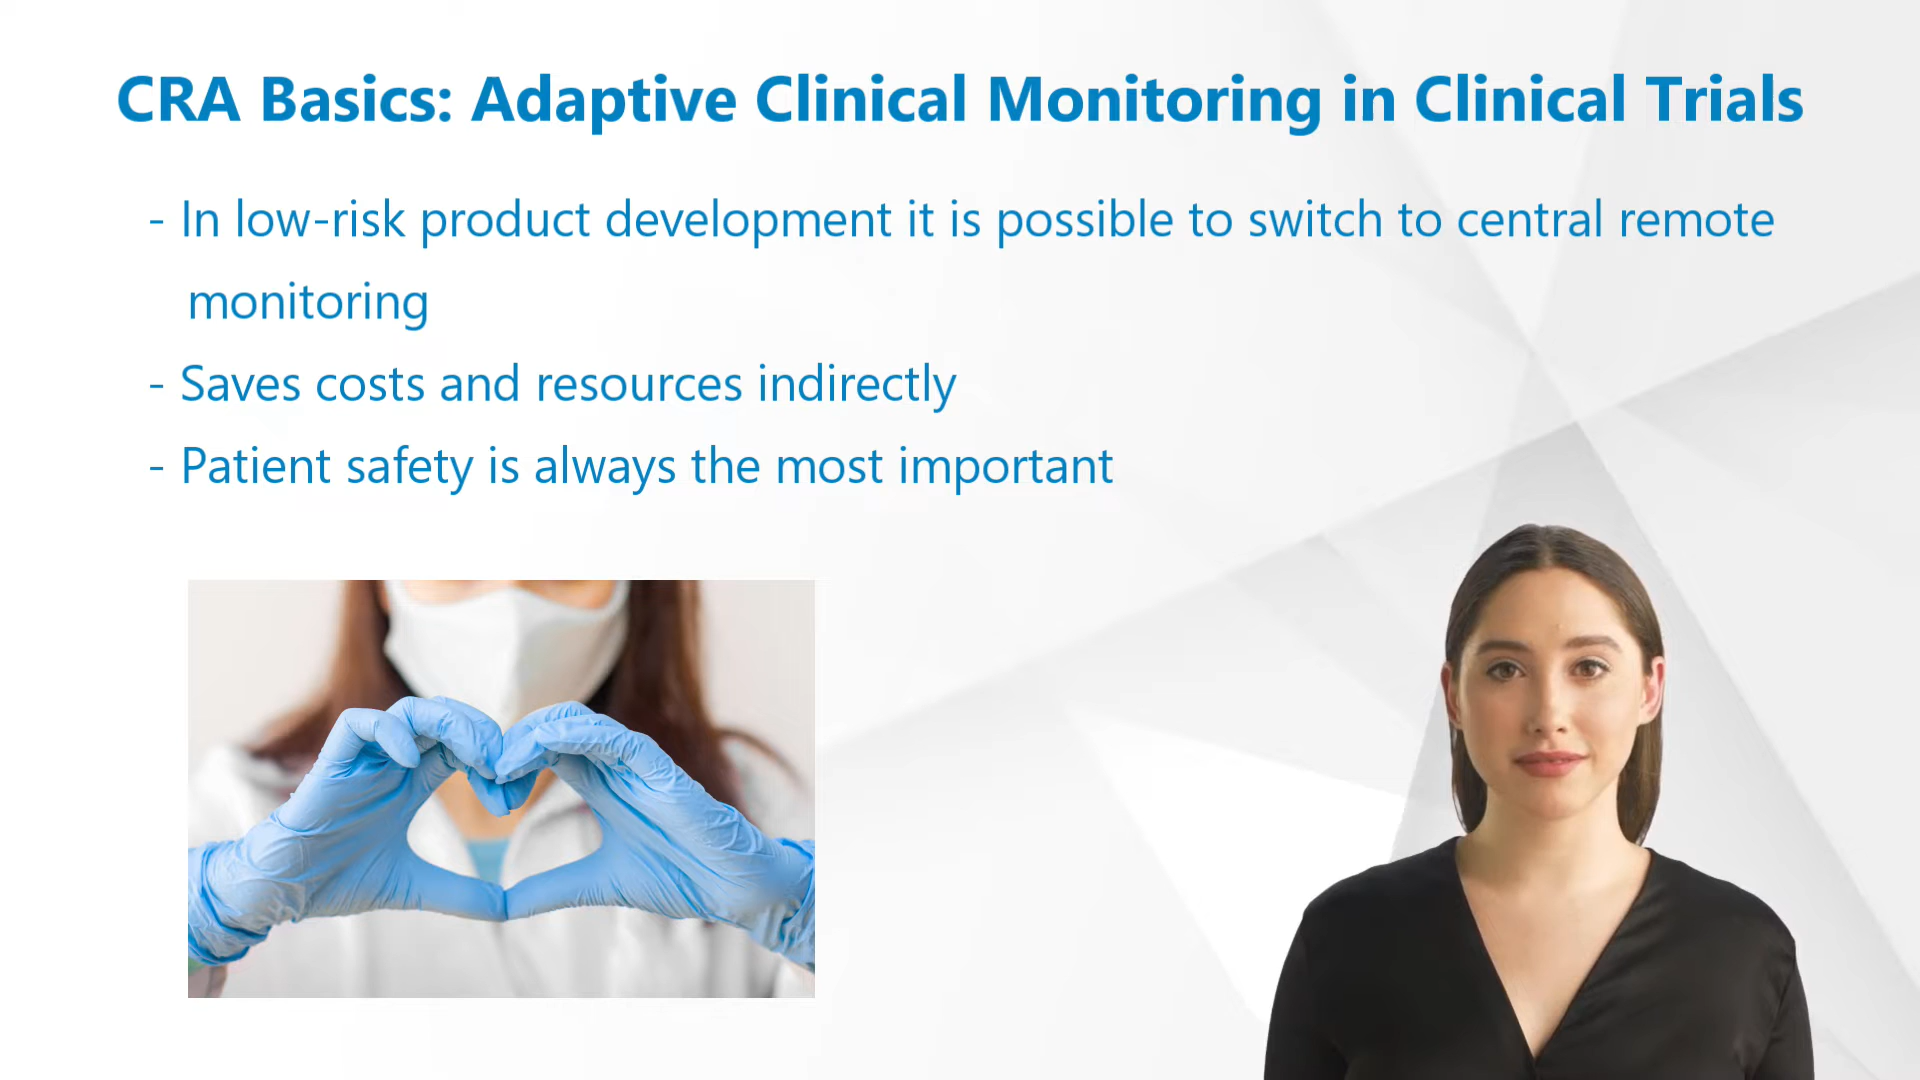 CRA Basics: Adaptive Clinical Monitoring in Clinical Trials
- In low-risk product development it is possible to switch to central remote
monitoring
- Saves costs and resources indirectly
- Patient safety is always the most important